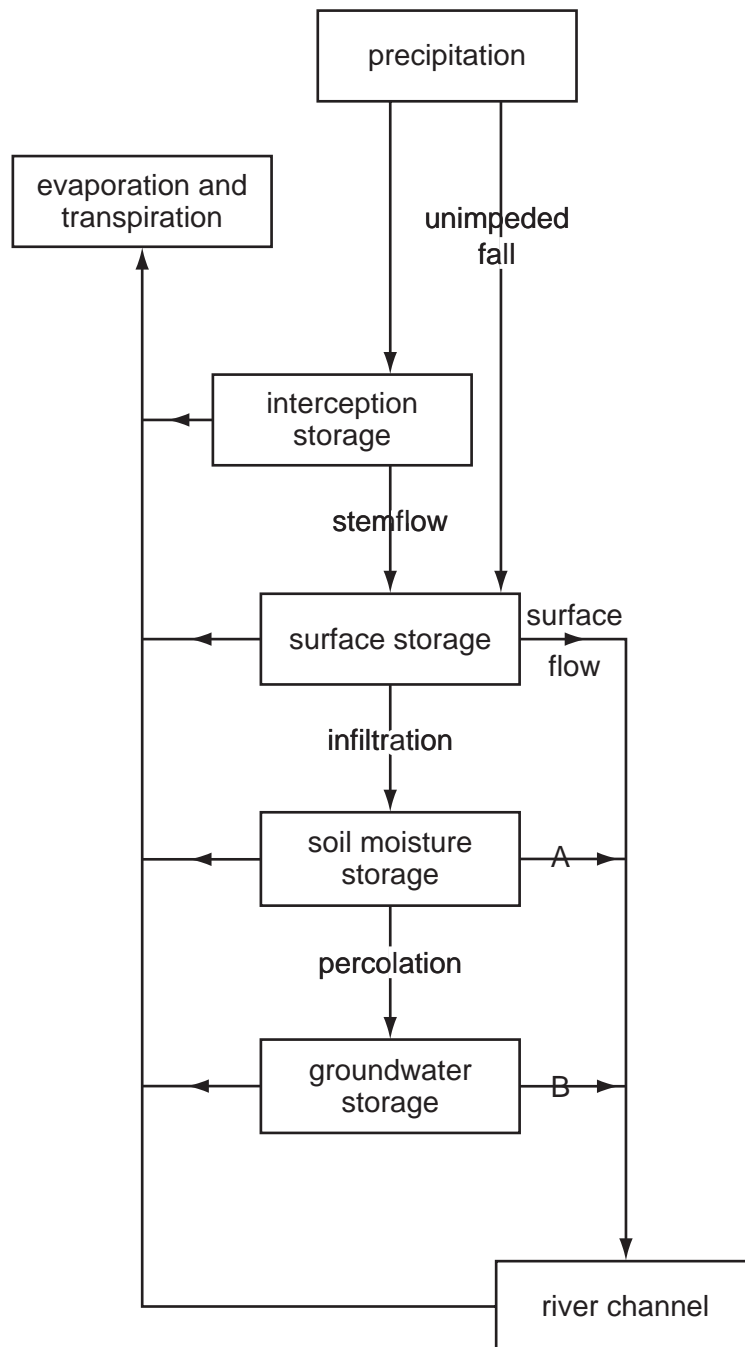 precipitation
evaporation and
transpiration
unimpeded
fall
interception
storage
stemflow
surface storage
surface
flow
infiltration
soil moisture
storage
A
percolation
groundwater
storage
B
river channel